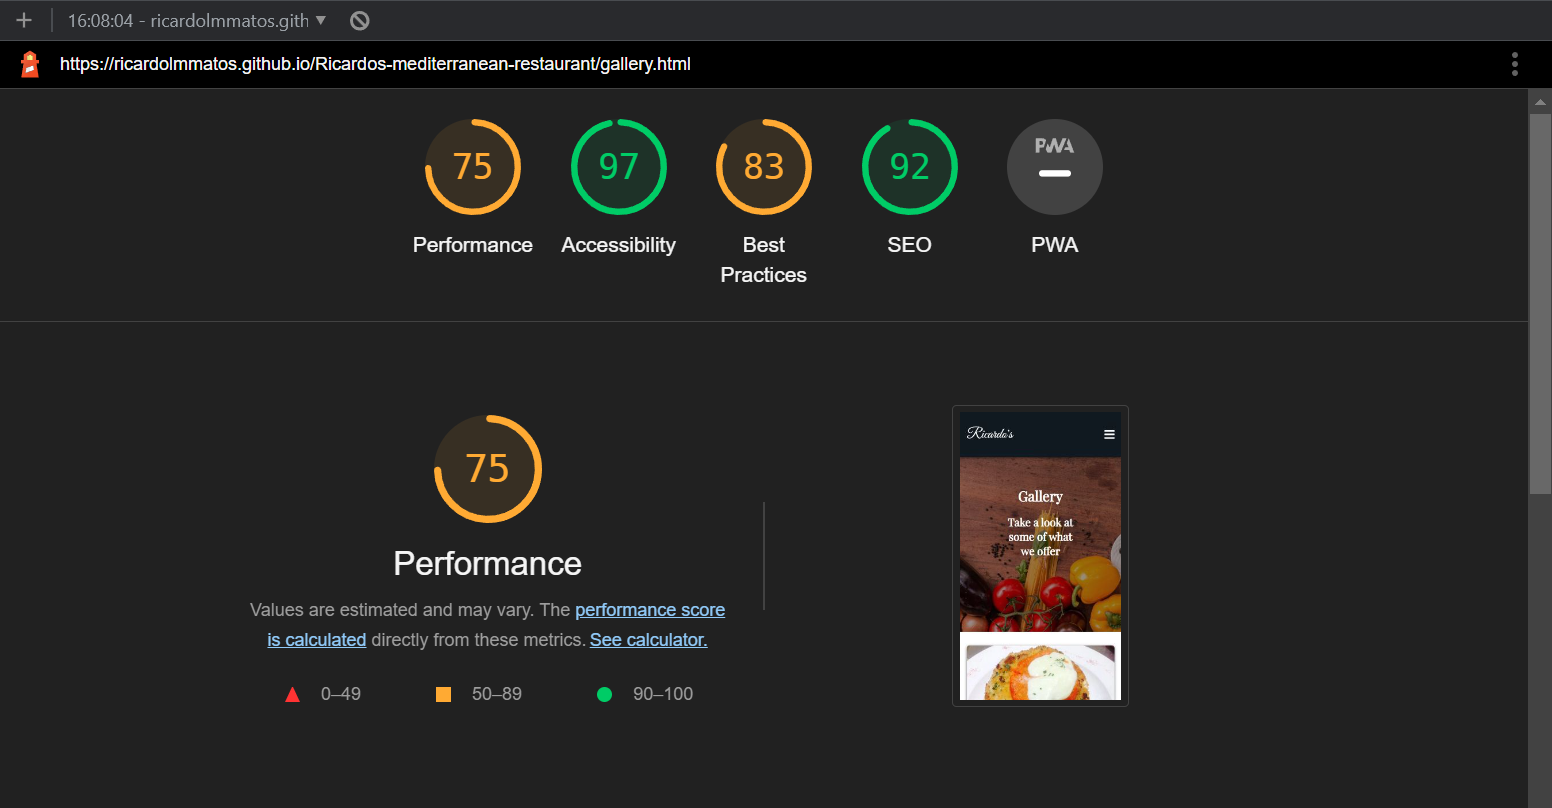 16:08:04 - ricardolmmatos.gith
https://ricardolmmatos.github.io/Ricardos-mediterranean-restaurant/gallery.html
75 97 83 92 PWA
Performance Accessibility Best Practices SEO PWA
75
Performance
Values are estimated and may vary. The performance score
is calculated directly from these metrics. See calculator.
0–49 50–89 90–100
Ricardo's
Gallery
Take a look at
some of what
we offer